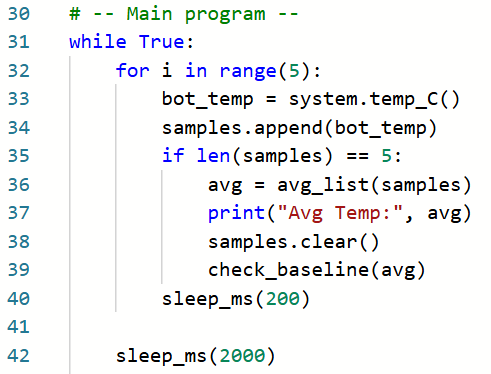 30 # -- Main program --
31 while True:
32     for i in range(5):
33         bot_temp = system.temp_C()
34         samples.append(bot_temp)
35         if len(samples) == 5:
36             avg = avg_list(samples)
37             print("Avg Temp:", avg)
38             samples.clear()
39             check_baseline(avg)
40         sleep_ms(200)
41
42     sleep_ms(2000)